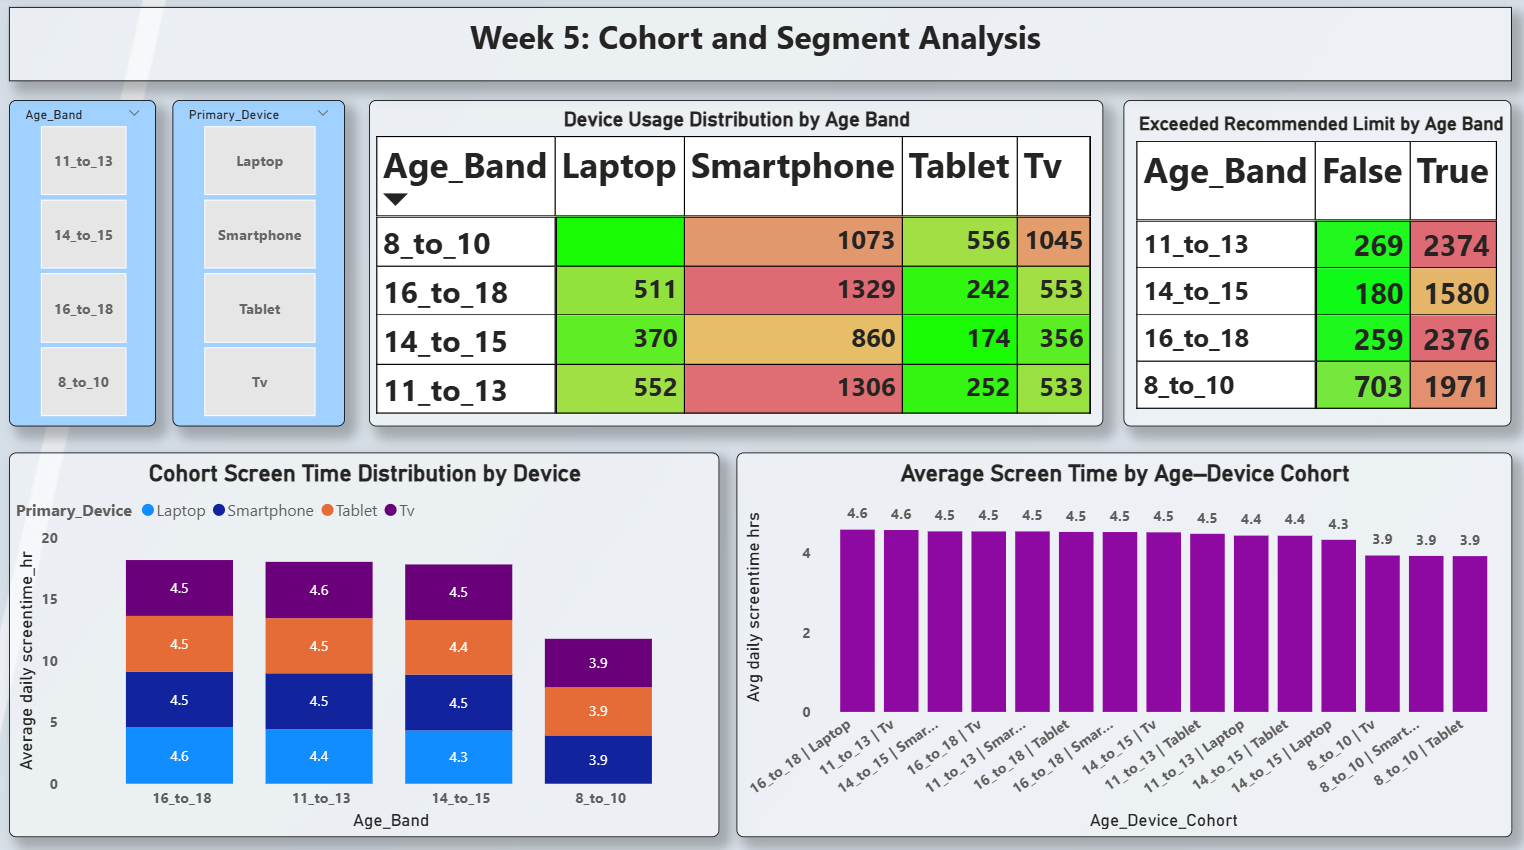 Week 5: Cohort and Segment Analysis
Age_Band
11_to_13
14_to_15
16_to_18
8_to_10
Primary_Device
Laptop
Smartphone
Tablet
Tv
Device Usage Distribution by Age Band
Age_Band Laptop Smartphone Tablet Tv
8_to_10 1073 556 1045
16_to_18 511 1329 242 553
14_to_15 370 860 174 356
11_to_13 552 1306 252 533
Exceeded Recommended Limit by Age Band
Age_Band False True
11_to_13 269 2374
14_to_15 180 1580
16_to_18 259 2376
8_to_10 703 1971
Cohort Screen Time Distribution by Device
Primary_Device Laptop Smartphone Tablet Tv
Average daily screentime_hr
20
15
10
5
0
4.5 4.6 4.5 3.9
4.5 4.5 4.4 3.9
4.5 4.5 4.5 3.9
4.6 4.4 4.3
16_to_18 11_to_13 14_to_15 8_to_10
Age_Band
Average Screen Time by Age–Device Cohort
Avg daily screentime hrs
4
2
0
4.6 4.6 4.5 4.5 4.5 4.5 4.5 4.5 4.5 4.4 4.4 4.3 3.9 3.9 3.9
16_to_18 | Laptop
11_to_13 | Tv
14_to_15 | Smar...
16_to_18 | Tv
11_to_13 | Smar...
16_to_18 | Tablet
16_to_18 | Smar...
14_to_15 | Tv
11_to_13 | Tablet
11_to_13 | Laptop
14_to_15 | Tablet
14_to_15 | Laptop
8_to_10 | Tv
8_to_10 | Smart...
8_to_10 | Tablet
Age_Device_Cohort